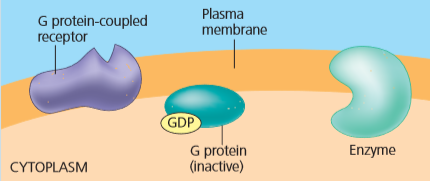 G protein-coupled
receptor
Plasma
membrane
GDP
G protein
(inactive)
Enzyme
CYTOPLASM